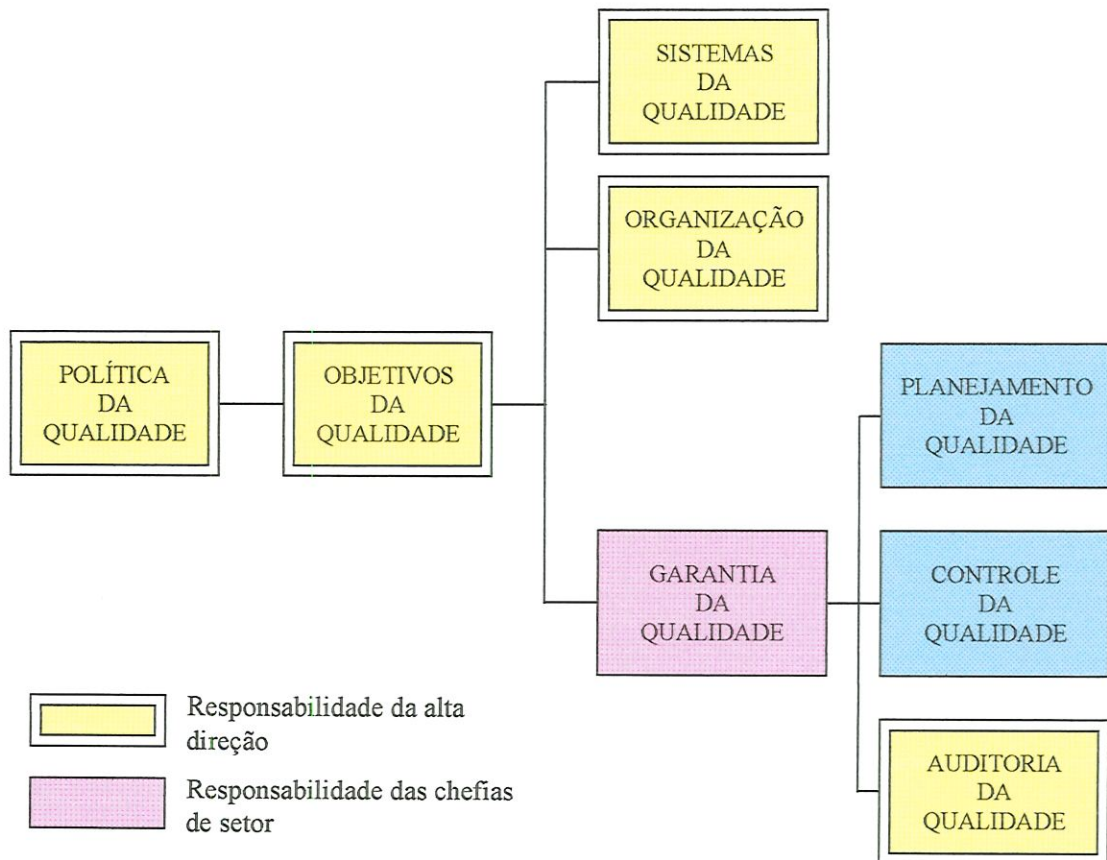 SISTEMAS
DA
QUALIDADE
ORGANIZAÇÃO
DA
QUALIDADE
POLÍTICA
DA
QUALIDADE
OBJETIVOS
DA
QUALIDADE
PLANEJAMENTO
DA
QUALIDADE
GARANTIA
DA
QUALIDADE
CONTROLE
DA
QUALIDADE
AUDITORIA
DA
QUALIDADE
Responsabilidade da alta
direção
Responsabilidade das chefias
de setor